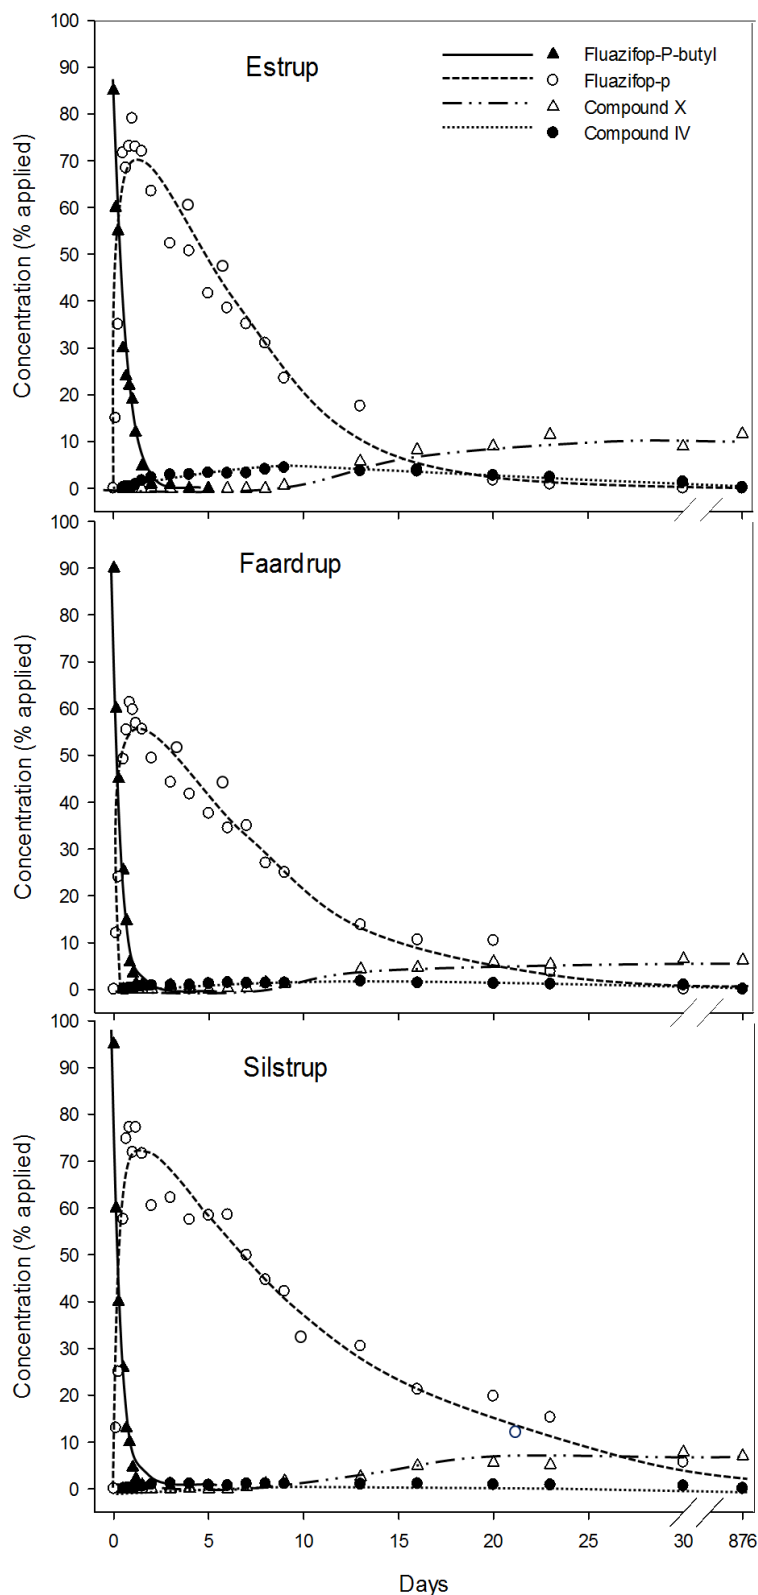 Estrup
Fluazifop-P-butyl
Fluazifop-p
Compound X
Compound IV
Concentration (% applied)
100
90
80
70
60
50
40
30
20
10
0
Faardrup
Concentration (% applied)
100
90
80
70
60
50
40
30
20
10
0
Silstrup
Concentration (% applied)
100
90
80
70
60
50
40
30
20
10
0
0 5 10 15 20 25 30 876
Days